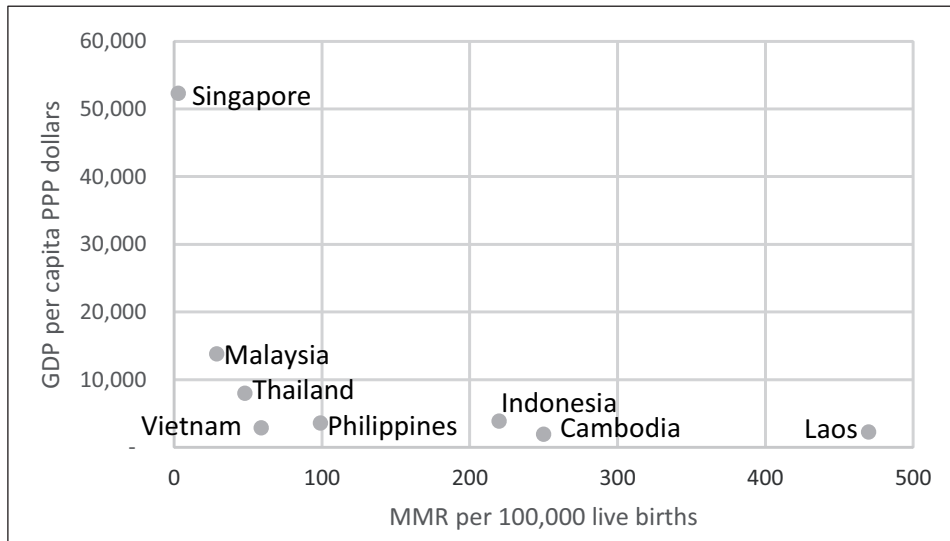 60,000
50,000
40,000
30,000
20,000
10,000
-
GDP per capita PPP dollars
Singapore
Malaysia
Thailand
Vietnam
Philippines
Indonesia
Cambodia
Laos
0 100 200 300 400 500
MMR per 100,000 live births